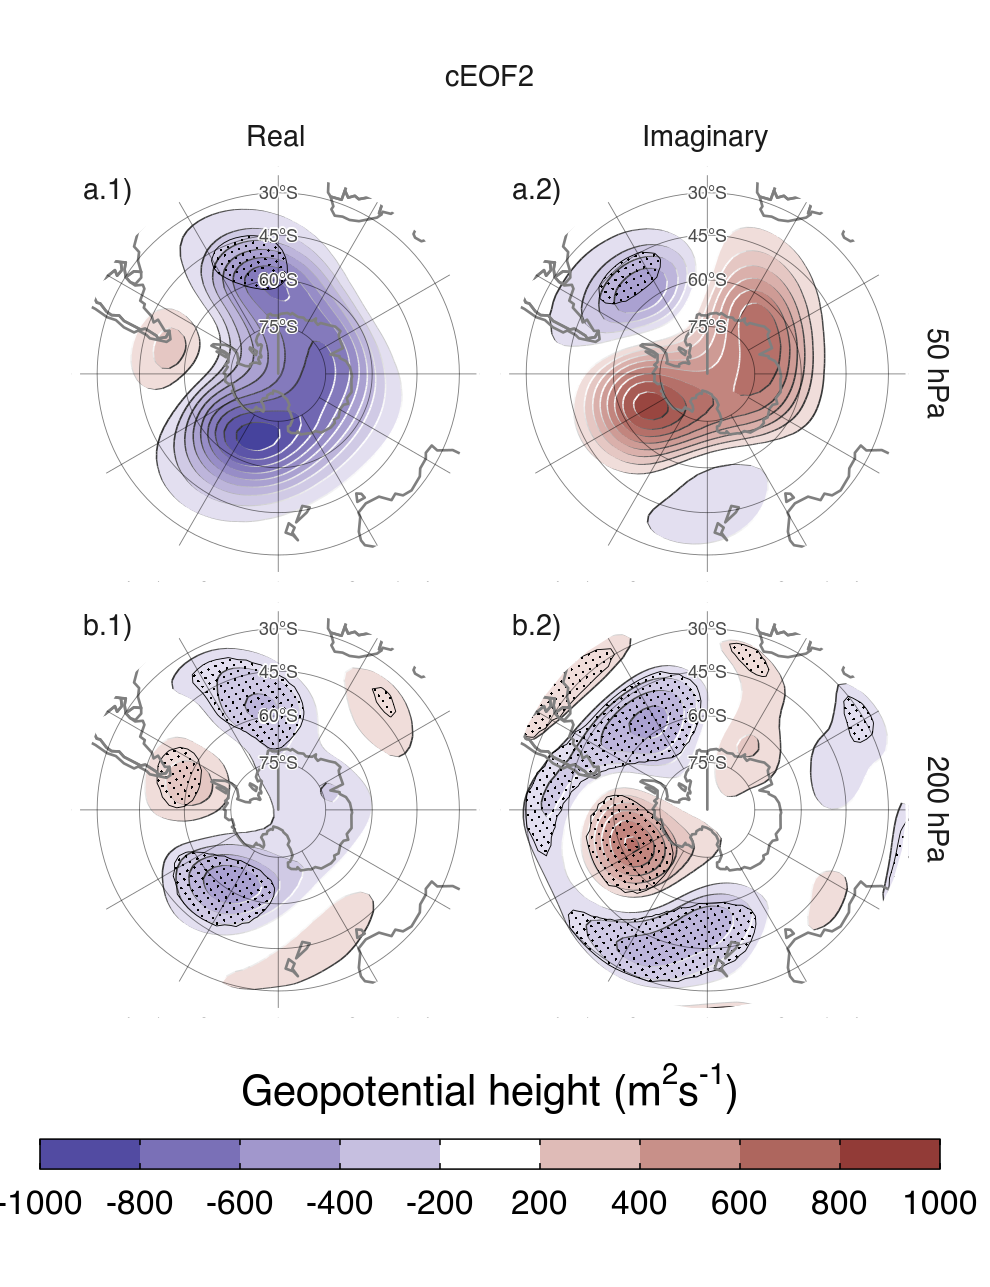 cEOF2
Real Imaginary
a.1) a.2)
30°S 30°S
45°S 45°S
60°S 60°S
75°S 75°S
50 hPa
b.1) b.2)
30°S 30°S
45°S 45°S
60°S 60°S
75°S 75°S
200 hPa
Geopotential height (m²s⁻¹)
-1000 -800 -600 -400 -200 200 400 600 800 1000